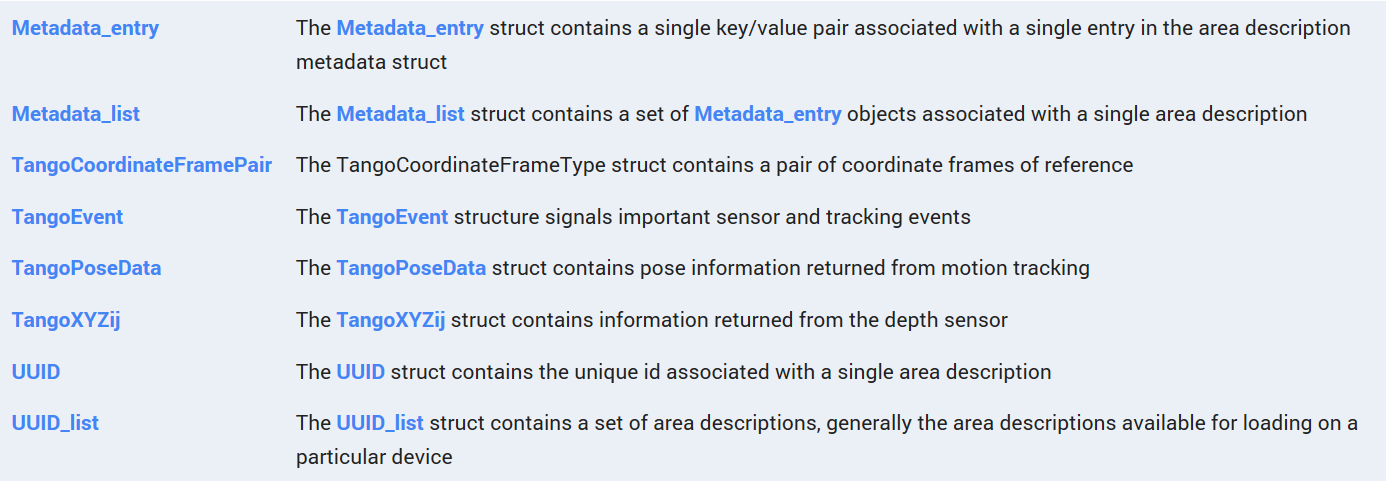 Metadata_entry The Metadata_entry struct contains a single key/value pair associated with a single entry in the area description
metadata struct
Metadata_list The Metadata_list struct contains a set of Metadata_entry objects associated with a single area description
TangoCoordinateFramePair The TangoCoordinateFrameType struct contains a pair of coordinate frames of reference
TangoEvent The TangoEvent structure signals important sensor and tracking events
TangoPoseData The TangoPoseData struct contains pose information returned from motion tracking
TangoXYZij The TangoXYZij struct contains information returned from the depth sensor
UUID The UUID struct contains the unique id associated with a single area description
UUID_list The UUID_list struct contains a set of area descriptions, generally the area descriptions available for loading on a
particular device